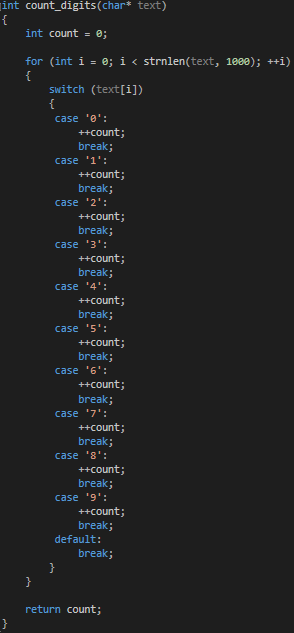 int count_digits(char* text)
{
    int count = 0;

    for (int i = 0; i < strnlen(text, 1000); ++i)
    {
        switch (text[i])
        {
         case '0':
             ++count;
             break;
         case '1':
             ++count;
             break;
         case '2':
             ++count;
             break;
         case '3':
             ++count;
             break;
         case '4':
             ++count;
             break;
         case '5':
             ++count;
             break;
         case '6':
             ++count;
             break;
         case '7':
             ++count;
             break;
         case '8':
             ++count;
             break;
         case '9':
             ++count;
             break;
         default:
             break;
        }
    }

    return count;
}